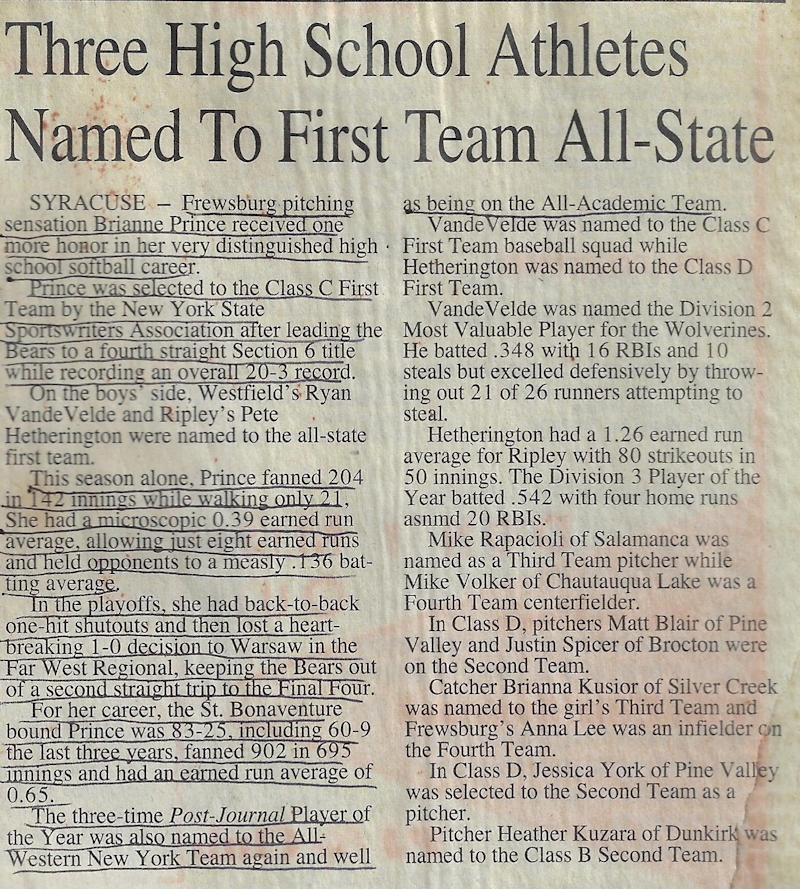 Three High School Athletes
Named To First Team All-State
SYRACUSE – Frewsburg pitching
sensation Brianne Prince received one
more honor in her very distinguished high
school softball career.
Prince was selected to the Class C First
Team by the New York State
Sportswriters Association after leading the
Bears to a fourth straight Section 6 title
while recording an overall 20-3 record.
On the boys' side, Westfield's Ryan
VandeVelde and Ripley's Pete
Hetherington were named to the all-state
first team.
This season alone, Prince fanned 204
in 142 innings while walking only 21,
She had a microscopic 0.39 earned run
average, allowing just eight earned runs
and held opponents to a measly .136 bat-
ting average.
In the playoffs, she had back-to-back
one-hit shutouts and then lost a heart-
breaking 1-0 decision to Warsaw in the
Far West Regional, keeping the Bears out
of a second straight trip to the Final Four.
For her career, the St. Bonaventure
bound Prince was 83-25, including 60-9
the last three years, fanned 902 in 695
innings and had an earned run average of
0.65.
The three-time Post-Journal Player of
the Year was also named to the All-
Western New York Team again and well
as being on the All-Academic Team.
VandeVelde was named to the Class C
First Team baseball squad while
Hetherington was named to the Class D
First Team.
VandeVelde was named the Division 2
Most Valuable Player for the Wolverines.
He batted .348 with 16 RBIs and 10
steals but excelled defensively by throw-
ing out 21 of 26 runners attempting to
steal.
Hetherington had a 1.26 earned run
average for Ripley with 80 strikeouts in
50 innings. The Division 3 Player of the
Year batted .542 with four home runs
asnmd 20 RBIs.
Mike Rapacioli of Salamanca was
named as a Third Team pitcher while
Mike Volker of Chautauqua Lake was a
Fourth Team centerfielder.
In Class D, pitchers Matt Blair of Pine
Valley and Justin Spicer of Brocton were
on the Second Team.
Catcher Brianna Kusior of Silver Creek
was named to the girl's Third Team and
Frewsburg's Anna Lee was an infielder on
the Fourth Team.
In Class D, Jessica York of Pine Valley
was selected to the Second Team as a
pitcher.
Pitcher Heather Kuzara of Dunkirk was
named to the Class B Second Team.